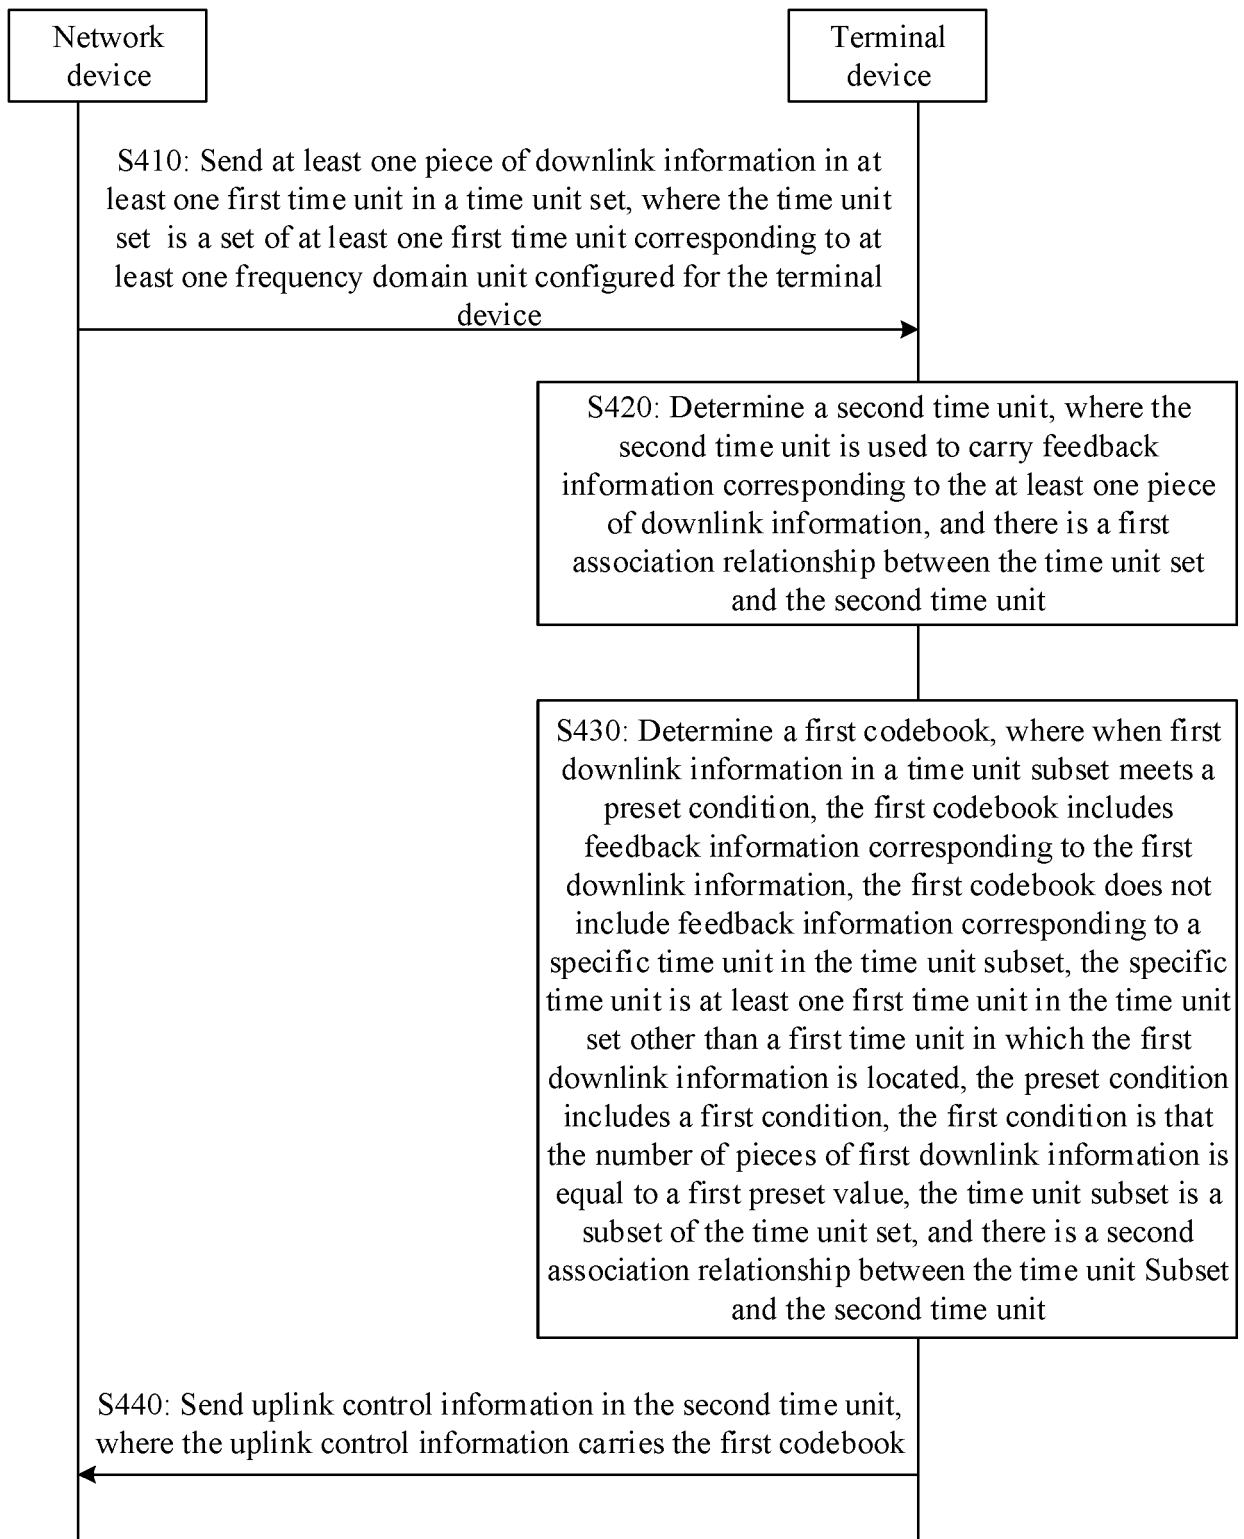 Network
device
Terminal
device
S410: Send at least one piece of downlink information in at
least one first time unit in a time unit set, where the time unit
set is a set of at least one first time unit corresponding to at
least one frequency domain unit configured for the terminal
device
S420: Determine a second time unit, where the
second time unit is used to carry feedback
information corresponding to the at least one piece
of downlink information, and there is a first
association relationship between the time unit set
and the second time unit
S430: Determine a first codebook, where when first
downlink information in a time unit subset meets a
preset condition, the first codebook includes
feedback information corresponding to the first
downlink information, the first codebook does not
include feedback information corresponding to a
specific time unit in the time unit subset, the specific
time unit is at least one first time unit in the time unit
set other than a first time unit in which the first
downlink information is located, the preset condition
includes a first condition, the first condition is that
the number of pieces of first downlink information is
equal to a first preset value, the time unit subset is a
subset of the time unit set, and there is a second
association relationship between the time unit Subset
and the second time unit
S440: Send uplink control information in the second time unit,
where the uplink control information carries the first codebook